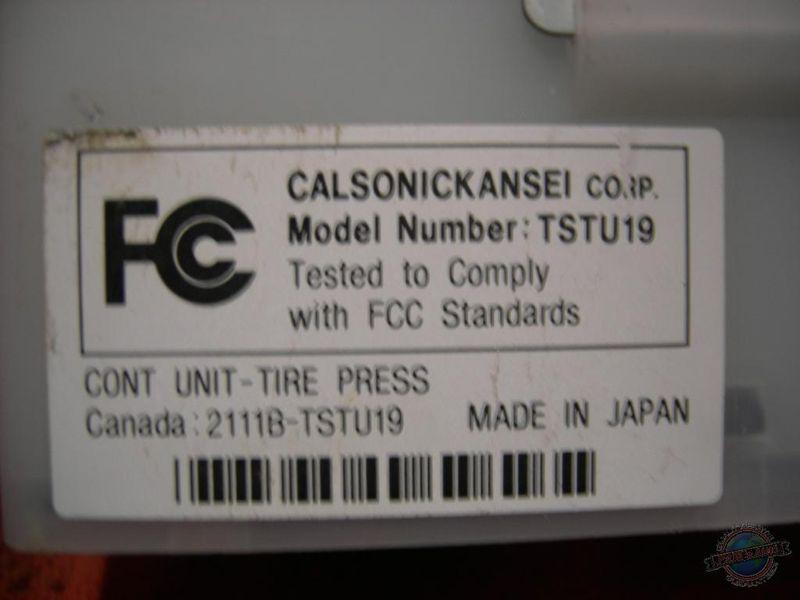 FC
CALSONICKANSEI CORP.
Model Number: TSTU19
Tested to Comply
with FCC Standards
CONT UNIT-TIRE PRESS
Canada: 2111B-TSTU19 MADE IN JAPAN